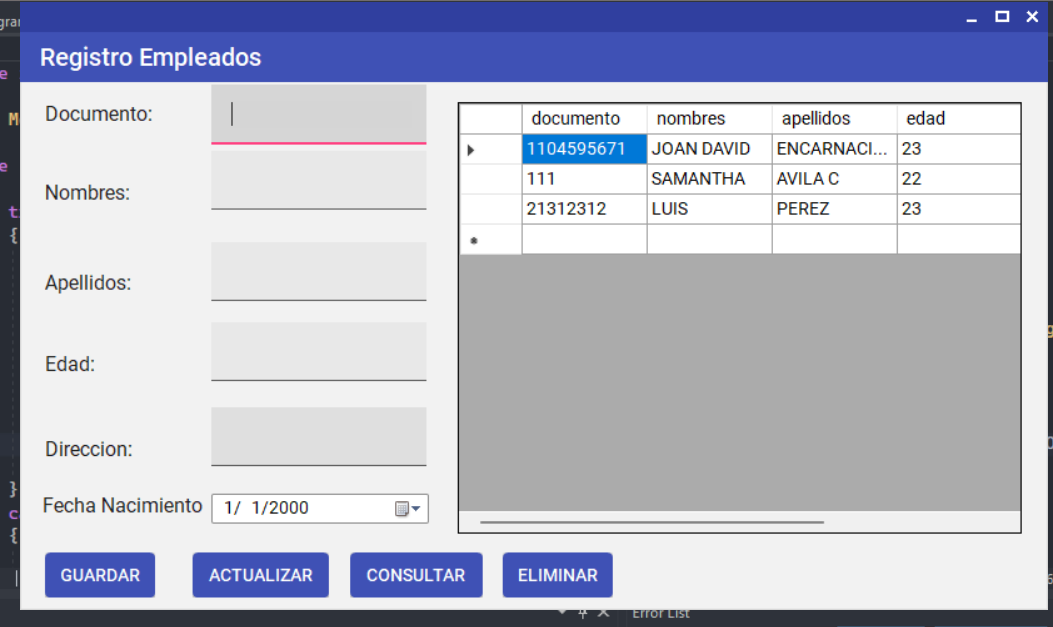 Registro Empleados
Documento:
Nombres:
Apellidos:
Edad:
Direccion:
Fecha Nacimiento 1/ 1/2000
documento nombres apellidos edad
1104595671 JOAN DAVID ENCARNACI... 23
111 SAMANTHA AVILA C 22
21312312 LUIS PEREZ 23
GUARDAR ACTUALIZAR CONSULTAR ELIMINAR
Error List